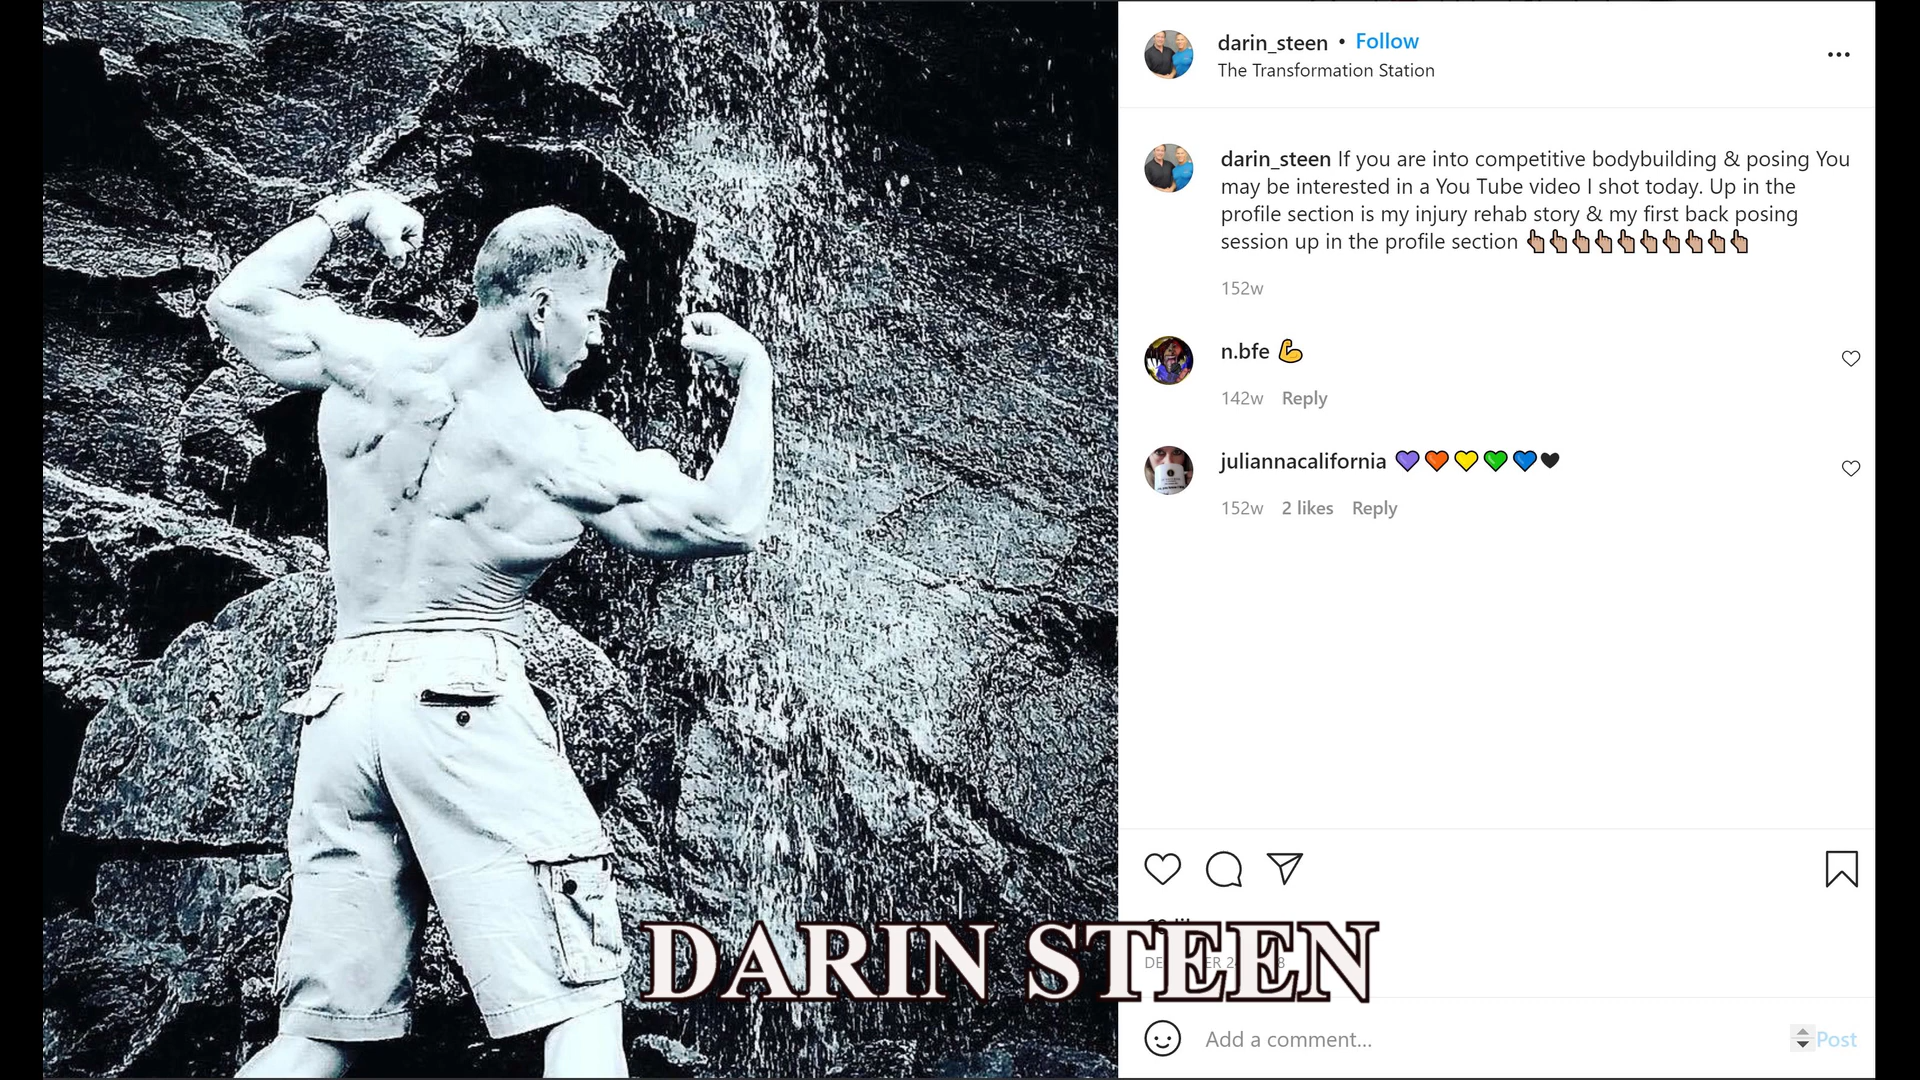 darin_steen • Follow
The Transformation Station
darin_steen If you are into competitive bodybuilding & posing You
may be interested in a You Tube video I shot today. Up in the
profile section is my injury rehab story & my first back posing
session up in the profile section 👆🏼👆🏼👆🏼👆🏼👆🏼👆🏼👆🏼👆🏼👆🏼👆🏼
152w
n.bfe 💪
142w Reply
juliannacalifornia 💜🧡💛💚💙🖤
152w 2 likes Reply
DARIN STEEN
Add a comment...
Post